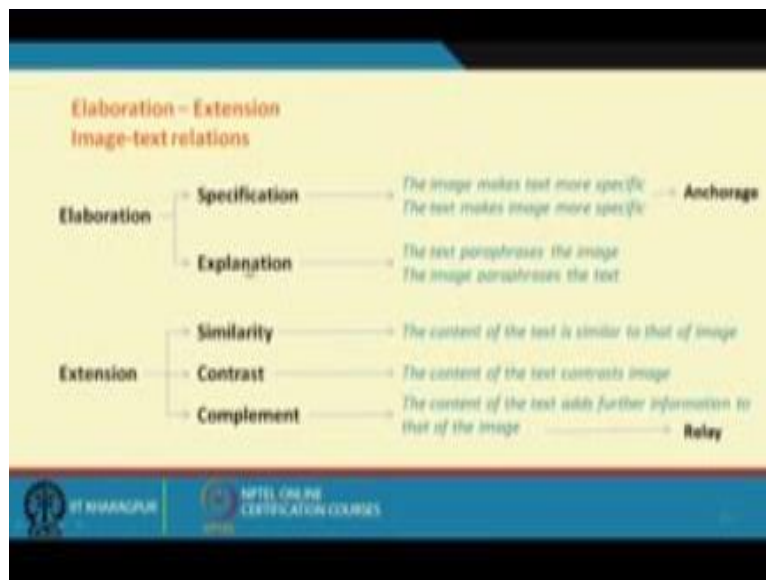 Elaboration – Extension
Image-text relations
Elaboration
Specification
The image makes text more specific
The text makes image more specific
Anchorage
Explanation
The text paraphrases the image
The image paraphrases the text
Extension
Similarity
The content of the text is similar to that of image
Contrast
The content of the text contrasts image
Complement
The content of the text adds further information to
that of the image
Relay
IIT KHARAGPUR
NPTEL ONLINE
CERTIFICATION COURSES